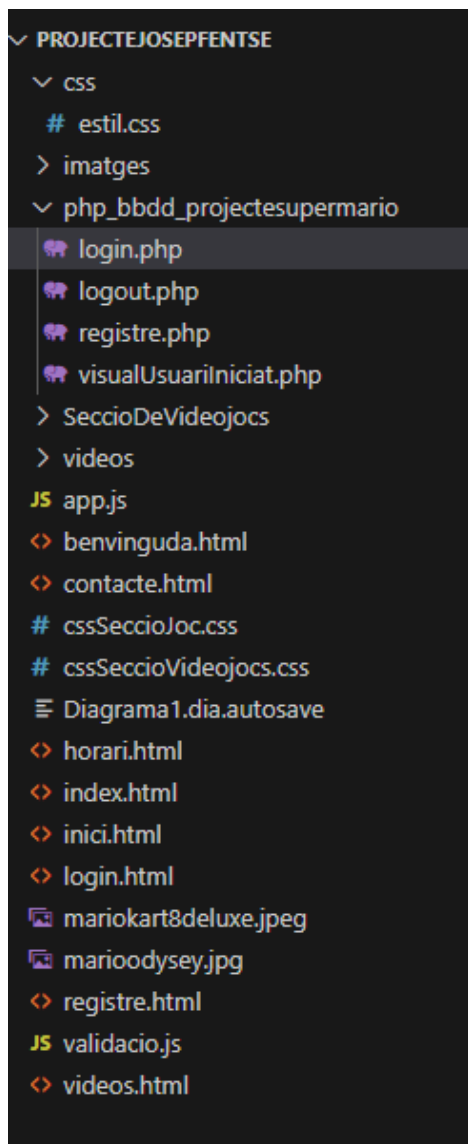 PROJECTEJOSEPFENTSE
css
# estil.css
imatges
php_bbdd_projectesupermario
login.php
logout.php
registre.php
visualUsuariIniciat.php
SeccioDeVideojocs
videos
JS app.js
<> benvinguda.html
<> contacte.html
# cssSeccioJoc.css
# cssSeccioVideojocs.css
Diagrama1.dia.autosave
<> horari.html
<> index.html
<> inici.html
<> login.html
mariokart8deluxe.jpeg
marioodysey.jpg
<> registre.html
JS validacio.js
<> videos.html